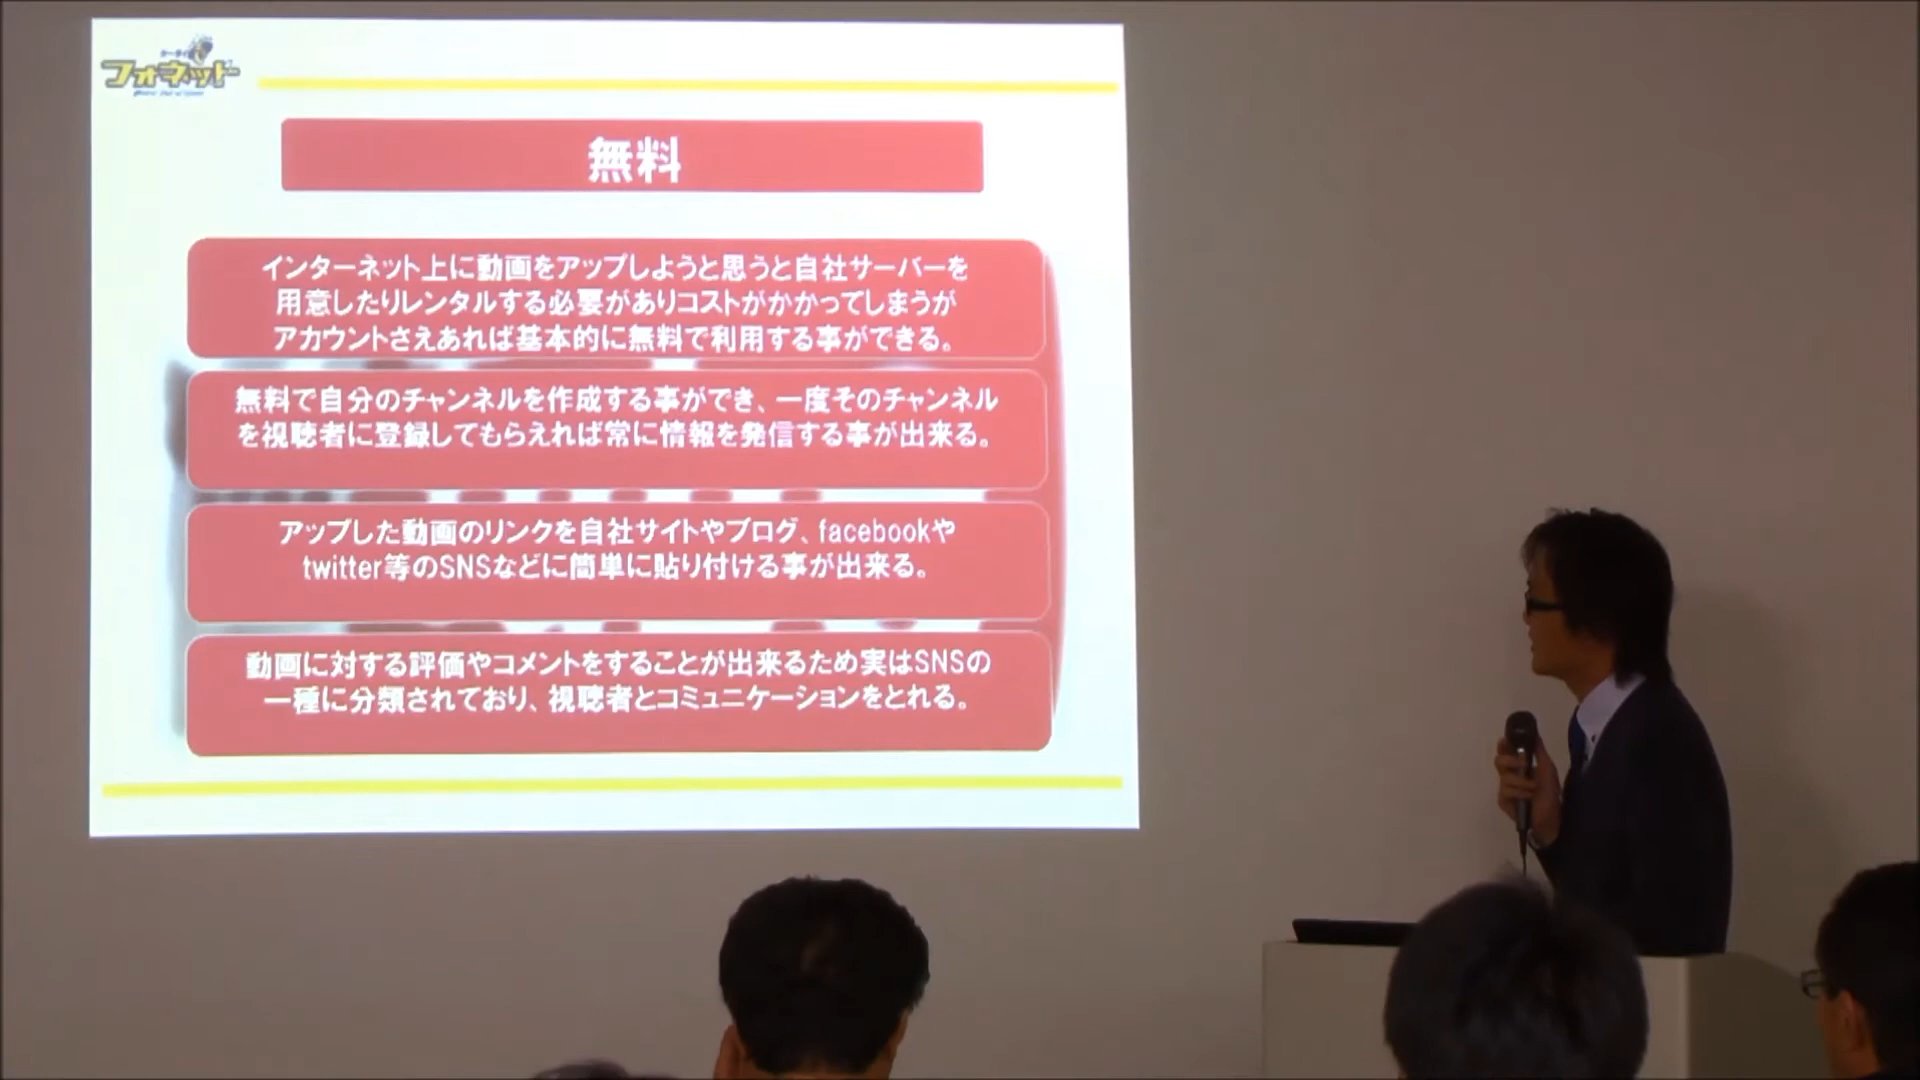 フォネット
無料
インターネット上に動画をアップしようと思うと自社サーバーを
用意したりレンタルする必要がありコストがかかってしまうが
アカウントさえあれば基本的に無料で利用する事ができる。
無料で自分のチャンネルを作成する事ができ、一度そのチャンネル
を視聴者に登録してもらえれば常に情報を発信する事が出来る。
アップした動画のリンクを自社サイトやブログ、facebookや
twitter等のSNSなどに簡単に貼り付ける事が出来る。
動画に対する評価やコメントをすることが出来るため実はSNSの
一種に分類されており、視聴者とコミュニケーションをとれる。